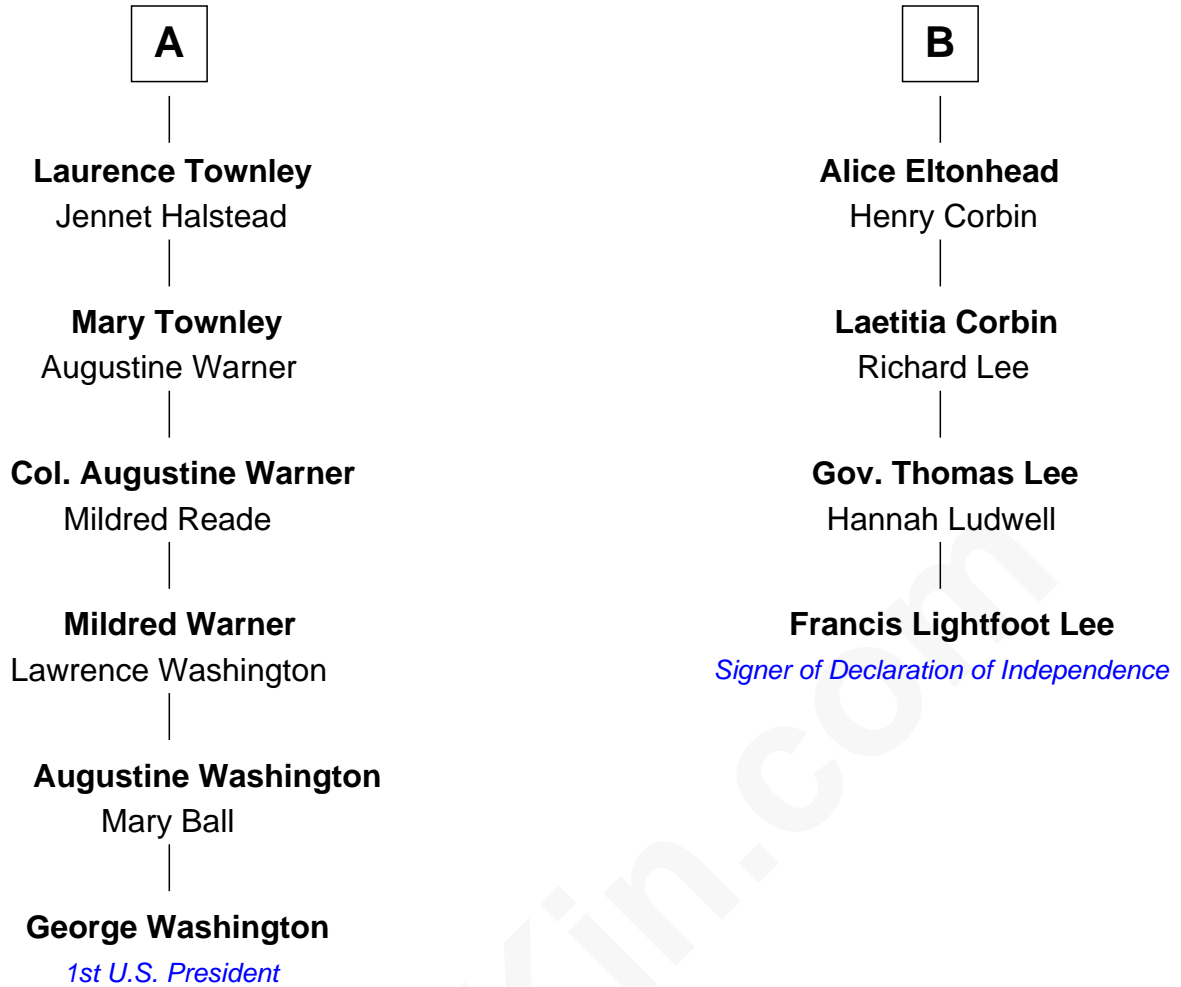 A
Laurence Townley
Jennet Halstead
Mary Townley
Augustine Warner
Col. Augustine Warner
Mildred Reade
Mildred Warner
Lawrence Washington
Augustine Washington
Mary Ball
George Washington
1st U.S. President
B
Alice Eltonhead
Henry Corbin
Laetitia Corbin
Richard Lee
Gov. Thomas Lee
Hannah Ludwell
Francis Lightfoot Lee
Signer of Declaration of Independence
Kin.com